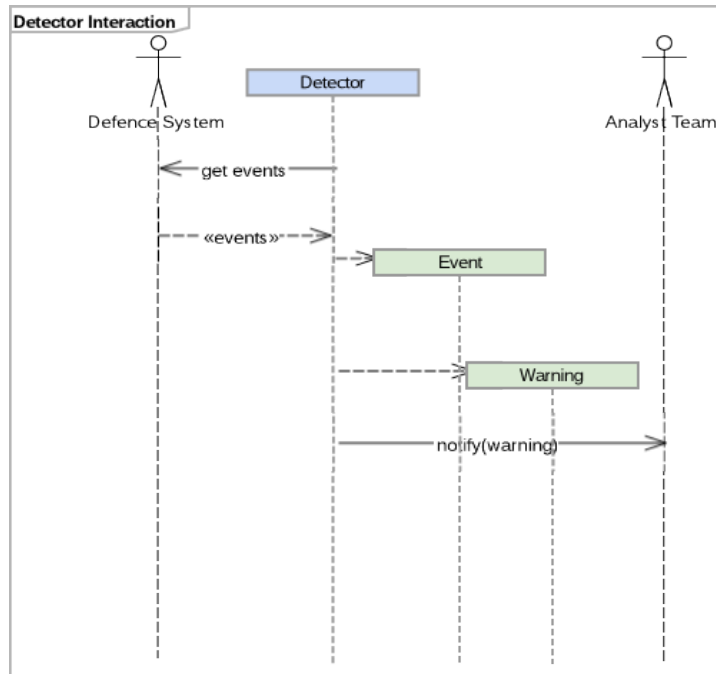 Detector Interaction
Detector
Defence System
Analyst Team
get events
«events»
Event
Warning
notify(warning)